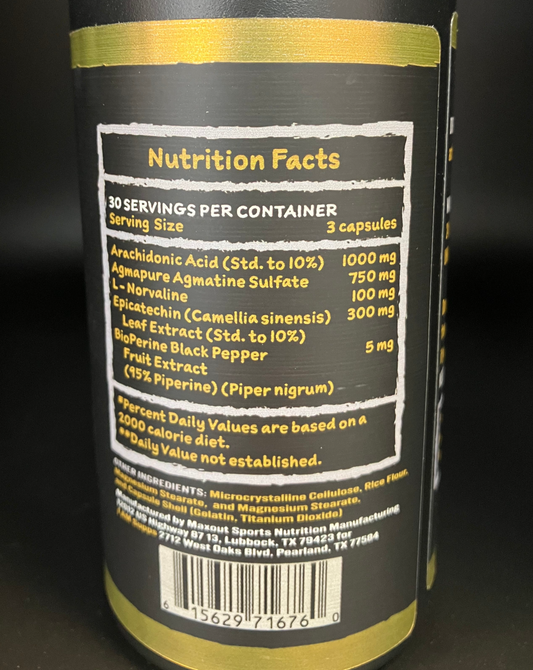 Nutrition Facts
30 SERVINGS PER CONTAINER
Serving Size 3 capsules
Arachidonic Acid (Std. to 10%) 1000 mg
Agmapure Agmatine Sulfate 750 mg
L-Norvaline 100 mg
Epicatechin (Camellia sinensis) 300 mg
Leaf Extract (Std. to 10%)
BioPerine Black Pepper 5 mg
Fruit Extract
(95% Piperine) (Piper nigrum)
*Percent Daily Values are based on a
2000 calorie diet.
**Daily Value not established.
OTHER INGREDIENTS: Microcrystalline Cellulose, Rice Flour,
Magnesium Stearate, and Magnesium Stearate,
and Capsule Shell (Gelatin, Titanium Dioxide)
Manufactured by Maxout Sports Nutrition Manufacturing
US Highway 87 13, Lubbock, TX 79423 for
Supps 2712 West Oaks Blvd, Pearland, TX 77584
6 15629 71676 0